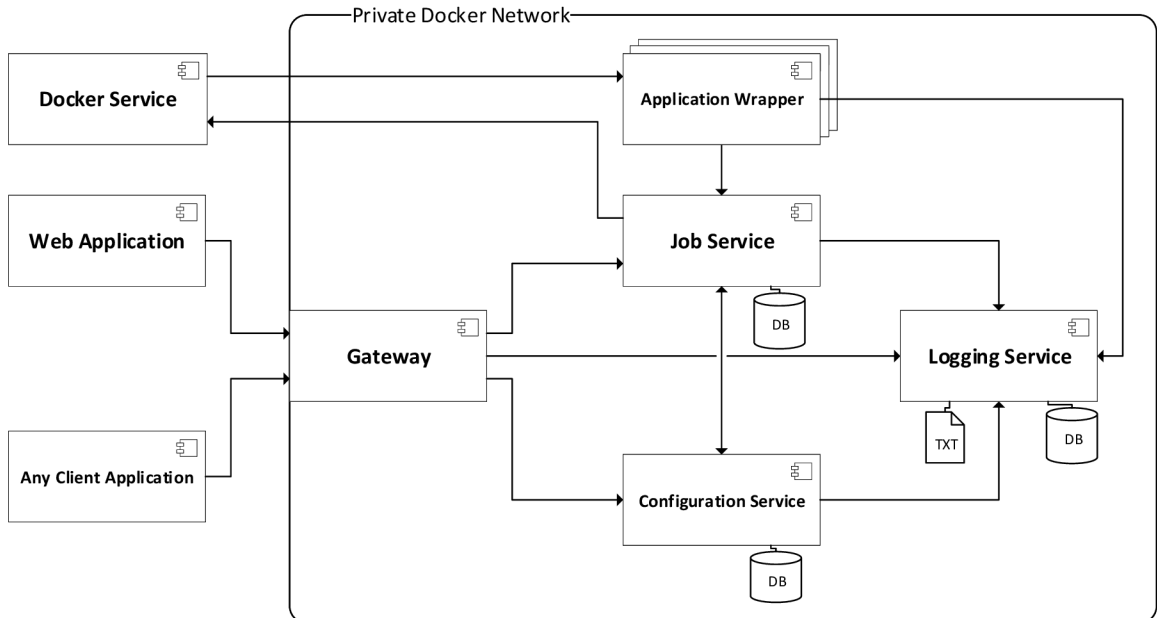 Private Docker Network
Docker Service
Application Wrapper
Web Application
Job Service
DB
Gateway
Logging Service
TXT
DB
Any Client Application
Configuration Service
DB